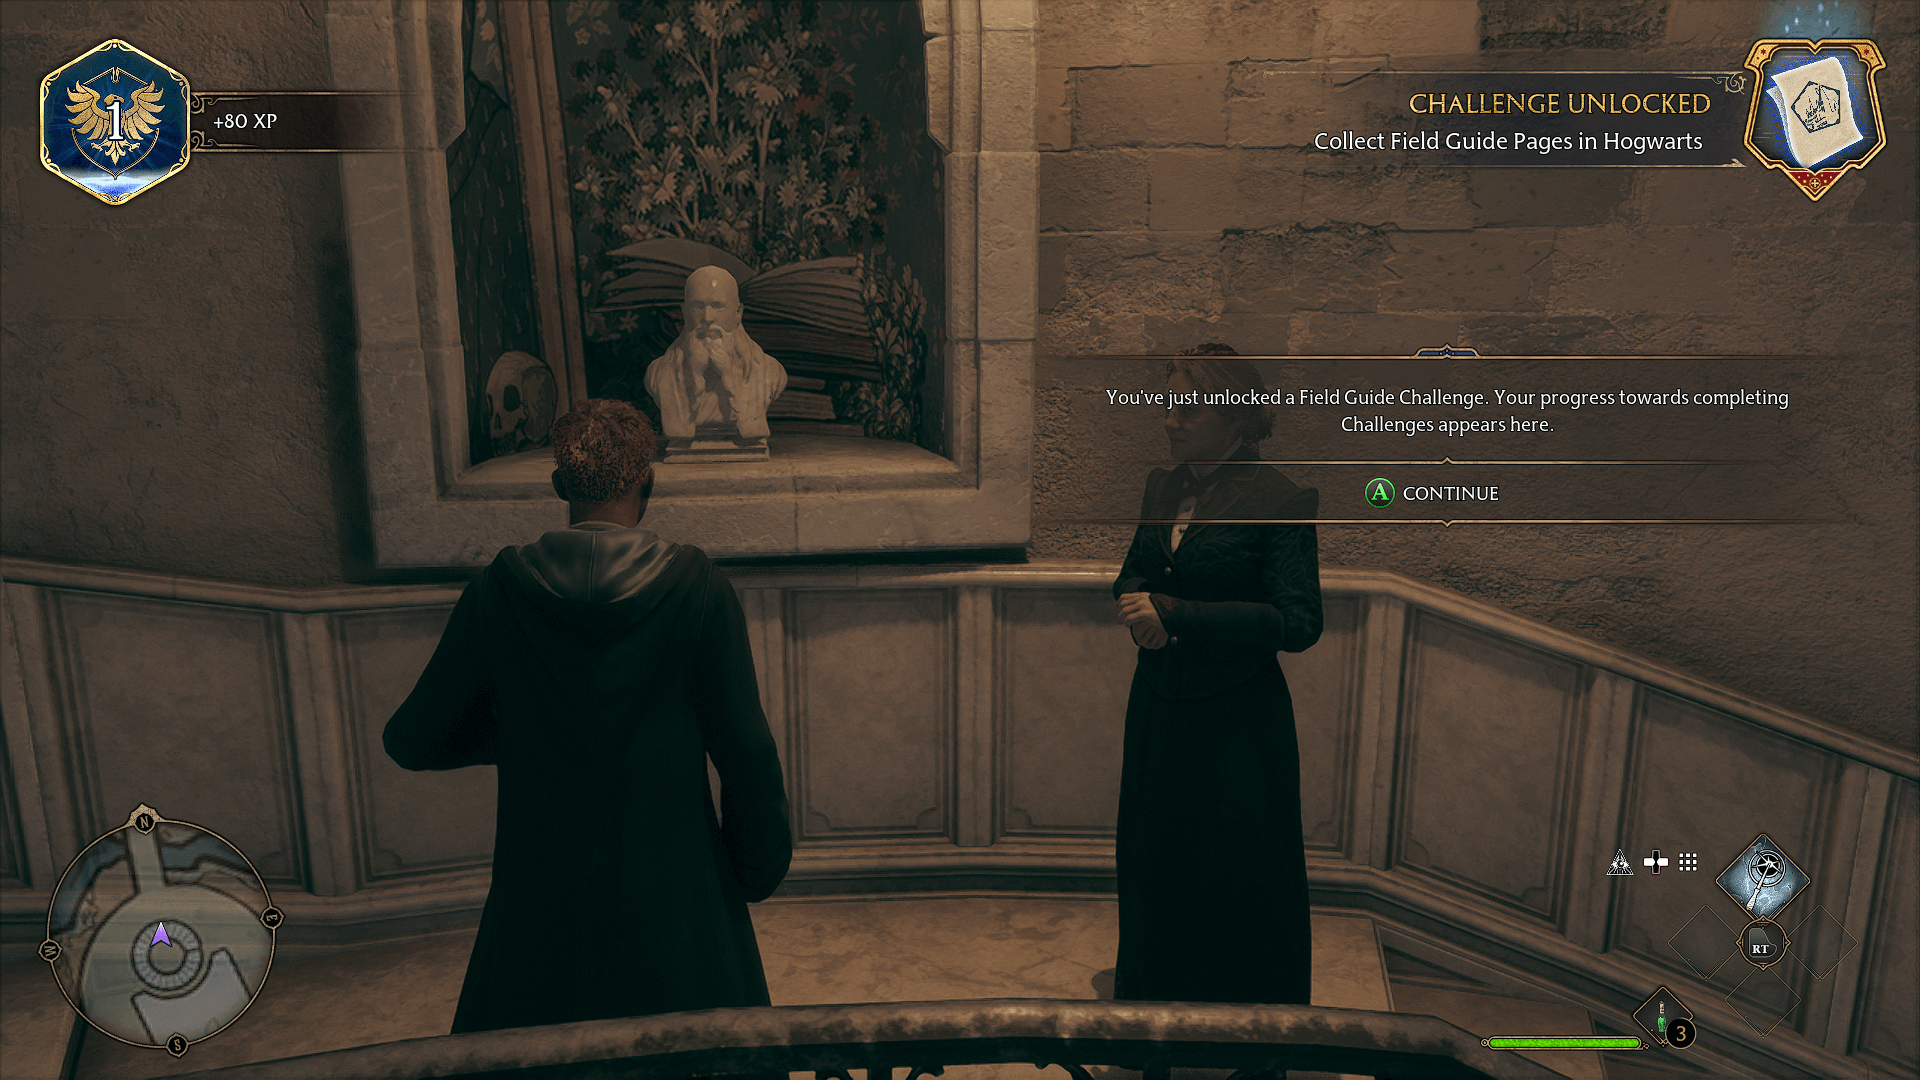 1
+80 XP
CHALLENGE UNLOCKED
Collect Field Guide Pages in Hogwarts
You've just unlocked a Field Guide Challenge. Your progress towards completing
Challenges appears here.
A CONTINUE
N
E
W
S
RT
3